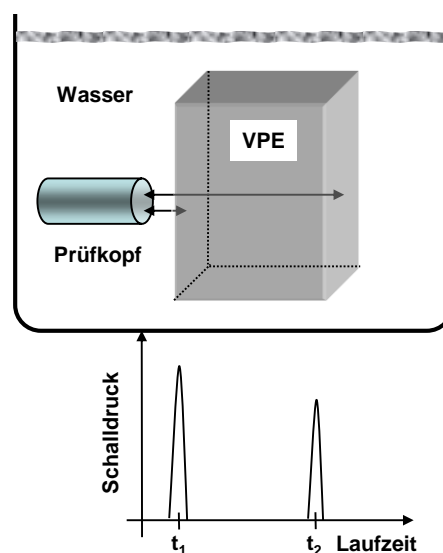 Wasser
VPE
Prüfkopf
Schalldruck
t₁
t₂
Laufzeit